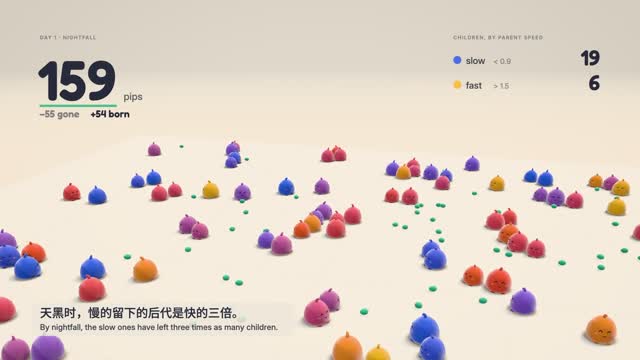 DAY 1 · NIGHTFALL
159 pips
−55 gone +54 born
CHILDREN, BY PARENT SPEED
slow < 0.9 19
fast > 1.5 6
天黑时，慢的留下的后代是快的三倍。
By nightfall, the slow ones have left three times as many children.